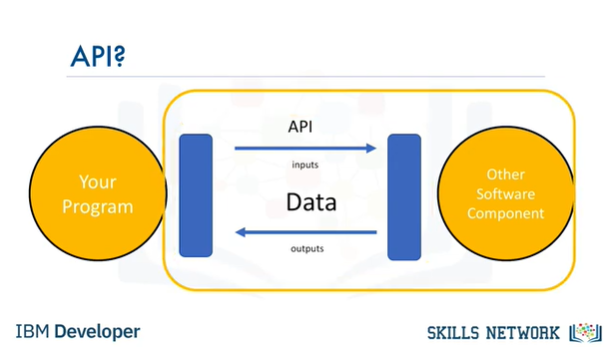 API?
API
inputs
Your
Program
Data
Other
Software
Component
outputs
IBM Developer
SKILLS NETWORK